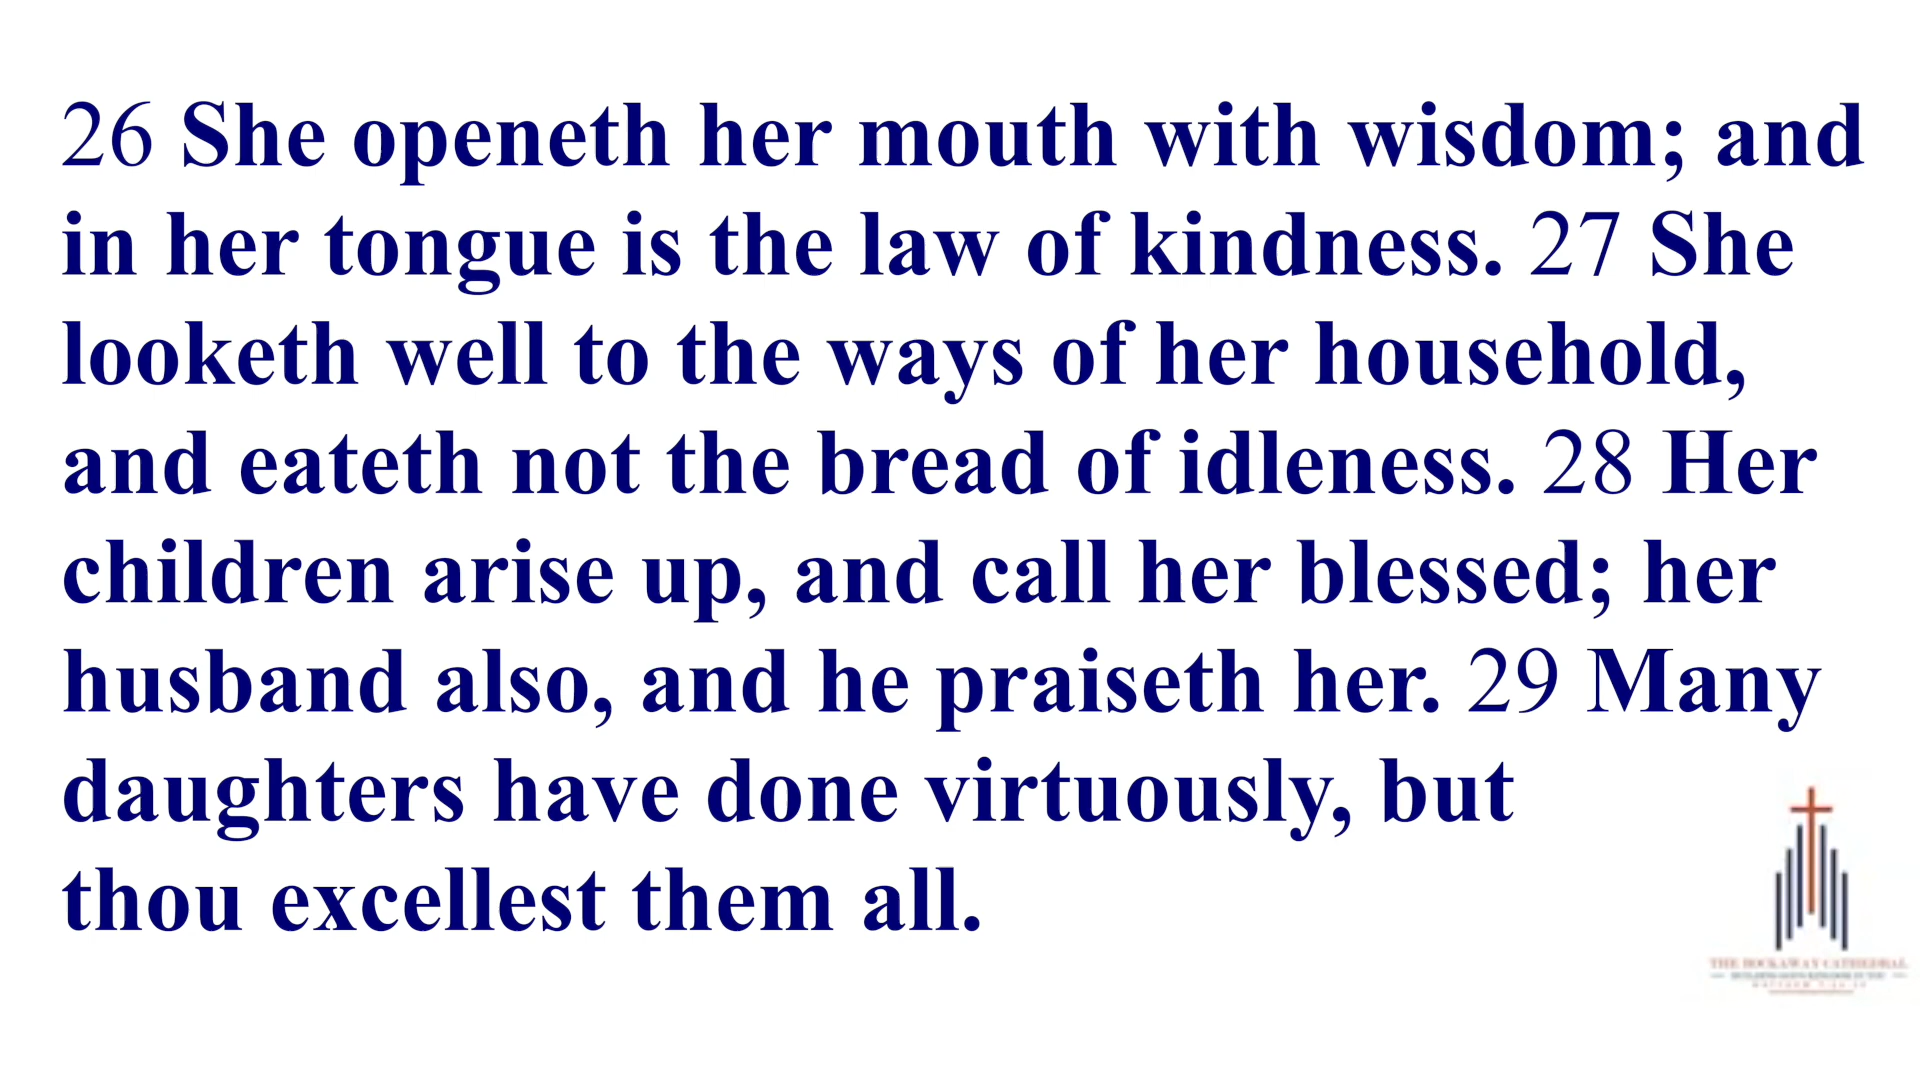 26 She openeth her mouth with wisdom; and
in her tongue is the law of kindness. 27 She
looketh well to the ways of her household,
and eateth not the bread of idleness. 28 Her
children arise up, and call her blessed; her
husband also, and he praiseth her. 29 Many
daughters have done virtuously, but
thou excellest them all.
THE ROCKAWAY CATHEDRAL